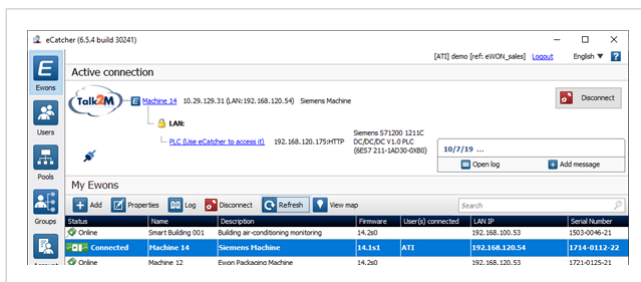 eCatcher (6.5.4 build 30241)
[ATI] demo [ref: eWON_sales] Logout English ▼ ?
Ewons
Users
Pools
Groups
Account
Active connection
Talk2M
Machine 14 10.29.129.31 (LAN:192.168.120.54) Siemens Machine
Disconnect
LAN:
PLC (Use eCatcher to access it) 192.168.120.175:HTTP
Siemens S71200 1211C
DC/DC/DC V1.0 PLC
(6ES7 211-1AD30-0XB0)
10/7/19 ...
Open log Add message
My Ewons
Add Properties Log Disconnect Refresh View map Search
Status Name Description Firmware User(s) connected LAN IP Serial Number
Online Smart Building 001 Building air-conditioning monitoring 14.2s0 192.168.100.53 1503-0046-21
Connected Machine 14 Siemens Machine 14.1s1 ATI 192.168.120.54 1714-0112-22
Online Machine 12 Ewon Packaging Machine 14.2s0 192.168.120.53 1721-0125-21